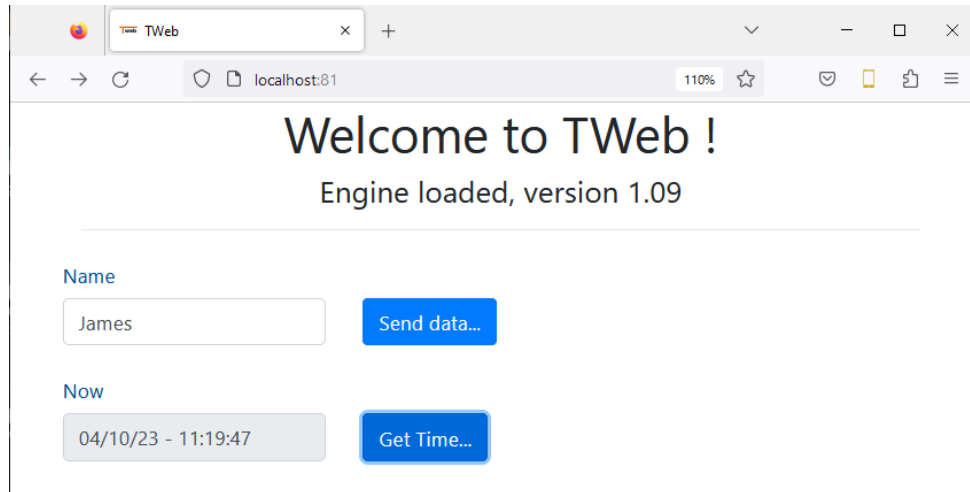 TWeb
localhost:81
110%
Welcome to TWeb !
Engine loaded, version 1.09
Name
James
Send data...
Now
04/10/23 - 11:19:47
Get Time...